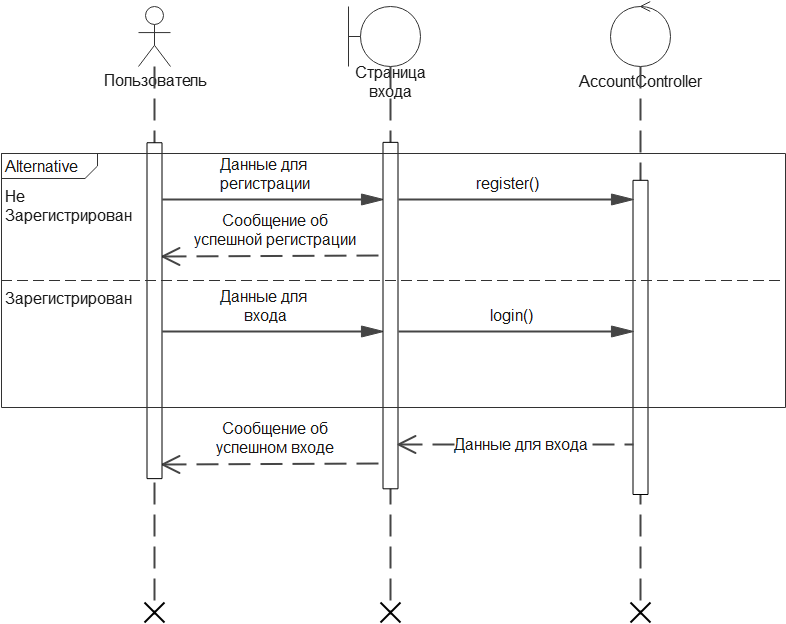 Пользователь
Страница
входа
AccountController
Alternative
Не
Зарегистрирован
Данные для
регистрации
register()
Сообщение об
успешной регистрации
Зарегистрирован
Данные для
входа
login()
Сообщение об
успешном входе
Данные для входа